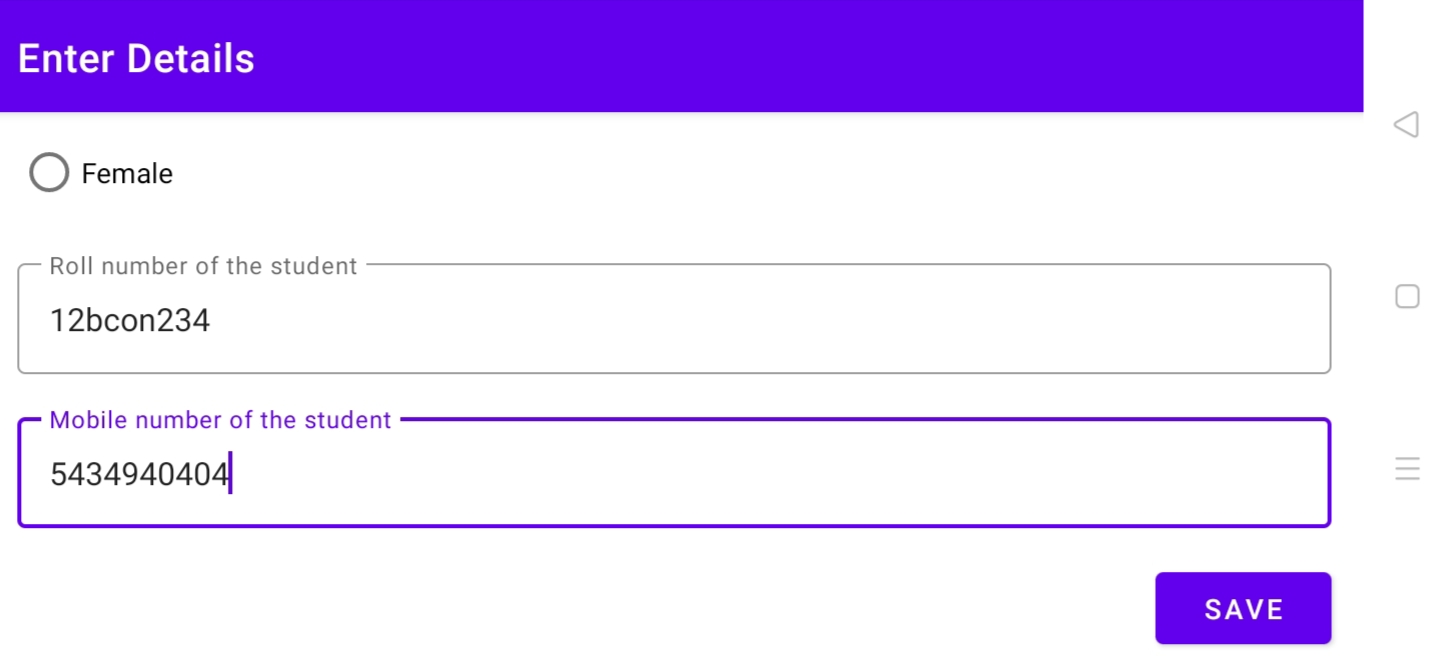 Enter Details
Female
Roll number of the student
12bcon234
Mobile number of the student
5434940404
SAVE